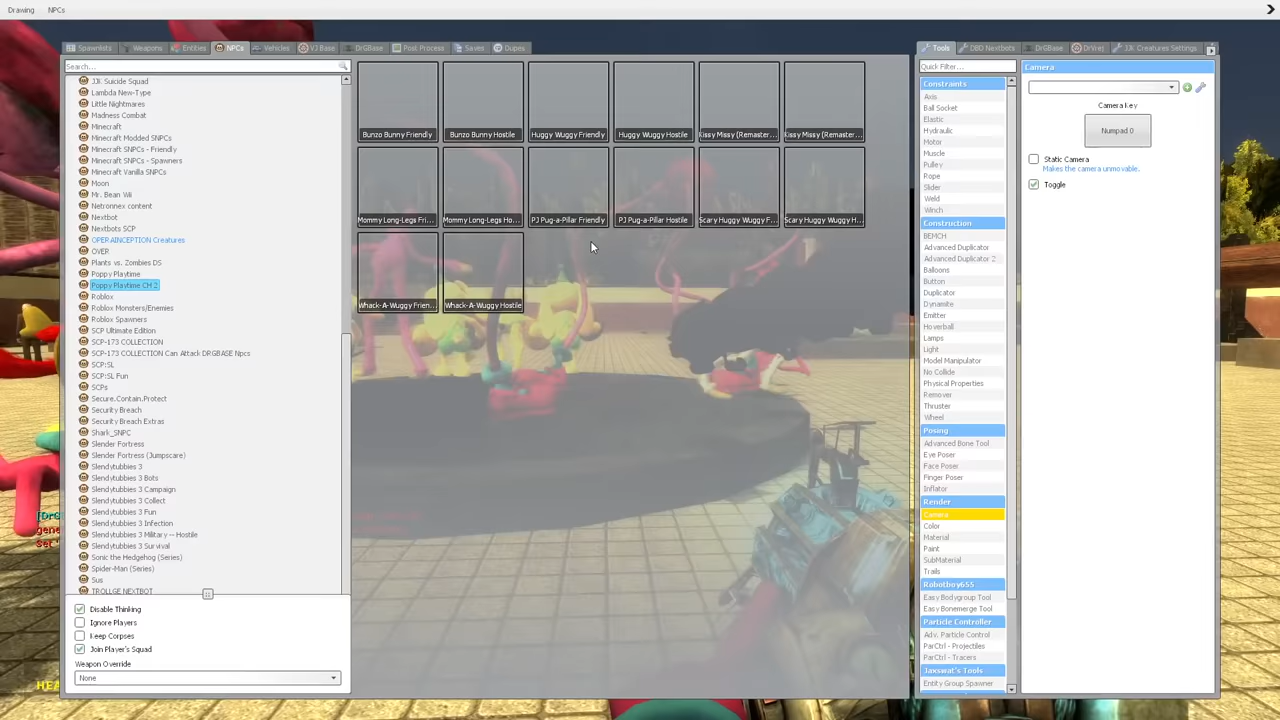 Drawing NPCs
Spawnlists Weapons Entities NPCs Vehicles VJ Base DrGBase Post Process Saves Dupes
Search...
JJK Suicide Squad
Lambda New-Type
Little Nightmares
Madness Combat
Minecraft
Minecraft Modded SNPCs
Minecraft SNPCs - Friendly
Minecraft SNPCs - Spawners
Minecraft Vanilla SNPCs
Moon
Mr. Bean Wii
Netronnex content
Nextbot
Nextbots SCP
OPERAINCEPTION Creatures
OVER
Plants vs. Zombies DS
Poppy Playtime
Poppy Playtime CH 2
Roblox
Roblox Monsters/Enemies
Roblox Spawners
SCP Ultimate Edition
SCP-173 COLLECTION
SCP-173 COLLECTION Can Attack DRGBASE Npcs
SCP:SL
SCP:SL Fun
SCPs
Secure.Contain.Protect
Security Breach
Security Breach Extras
Shark_SNPC
Slender Fortress
Slender Fortress (Jumpscare)
Slendytubbies 3
Slendytubbies 3 Bots
Slendytubbies 3 Campaign
Slendytubbies 3 Collect
Slendytubbies 3 Fun
Slendytubbies 3 Infection
Slendytubbies 3 Military -- Hostile
Slendytubbies 3 Survival
Sonic the Hedgehog (Series)
Spider-Man (Series)
Sus
TROLLGE NEXTBOT
Disable Thinking
Ignore Players
Keep Corpses
Join Player's Squad
Weapon Override
None
Bunzo Bunny Friendly Bunzo Bunny Hostile Huggy Wuggy Friendly Huggy Wuggy Hostile Kissy Missy (Remaster... Kissy Missy (Remaster...
Mommy Long-Legs Fri... Mommy Long-Legs Ho... PJ Pug-a-Pillar Friendly PJ Pug-a-Pillar Hostile Scary Huggy Wuggy F... Scary Huggy Wuggy H...
Whack-A-Wuggy Frien... Whack-A-Wuggy Hostile
Tools DBD Nextbots DrGBase JJK Creatures Settings
Quick Filter...
Constraints
Axis
Ball Socket
Elastic
Hydraulic
Motor
Muscle
Pulley
Rope
Slider
Weld
Winch
Construction
BEMCH
Advanced Duplicator
Advanced Duplicator 2
Balloons
Button
Duplicator
Dynamite
Emitter
Hoverball
Lamps
Light
Model Manipulator
No Collide
Physical Properties
Remover
Thruster
Wheel
Posing
Advanced Bone Tool
Eye Poser
Face Poser
Finger Poser
Inflator
Render
Camera
Color
Material
Paint
SubMaterial
Trails
Robotboy655
Easy Bodygroup Tool
Easy Bonemerge Tool
Particle Controller
Adv. Particle Control
ParCtrl - Projectiles
ParCtrl - Tracers
Jaxswat's Tools
Entity Group Spawner
Camera
Camera Key
Numpad 0
Static Camera
Makes the camera unmovable.
Toggle